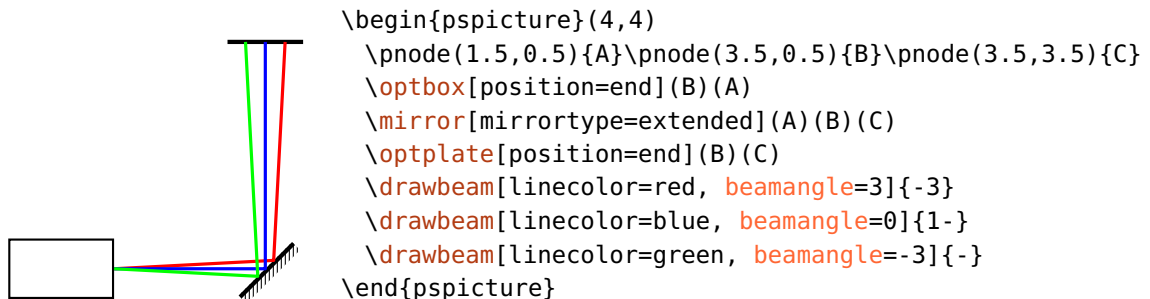 \begin{pspicture}(4,4)
  \pnode(1.5,0.5){A}\pnode(3.5,0.5){B}\pnode(3.5,3.5){C}
  \optbox[position=end](B)(A)
  \mirror[mirrortype=extended](A)(B)(C)
  \optplate[position=end](B)(C)
  \drawbeam[linecolor=red, beamangle=3]{-3}
  \drawbeam[linecolor=blue, beamangle=0]{1-}
  \drawbeam[linecolor=green, beamangle=-3]{-}
\end{pspicture}